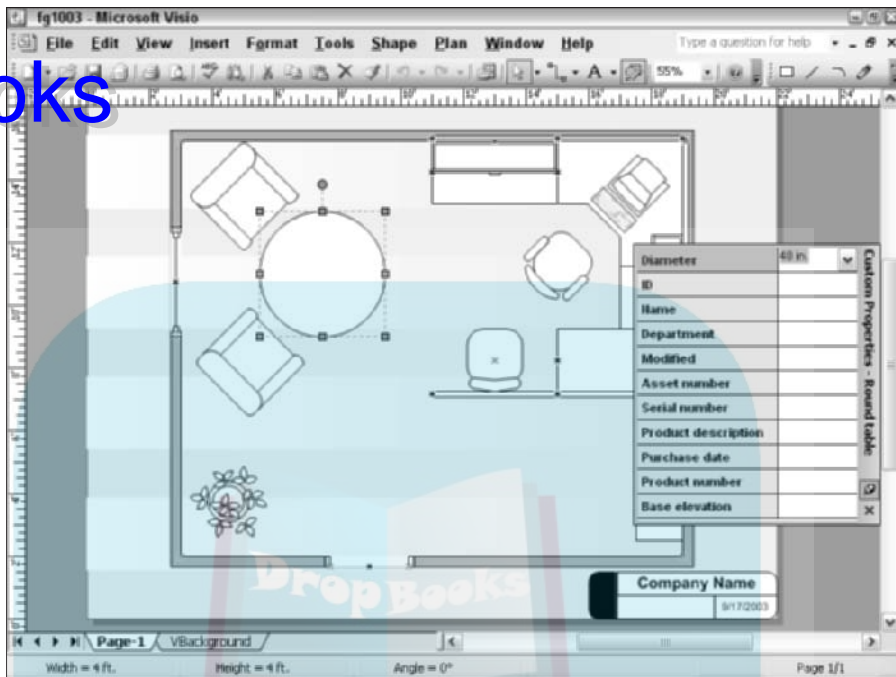 fg1003 - Microsoft Visio
File Edit View Insert Format Tools Shape Plan Window Help Type a question for help
A 55%
oks
Diameter 48 in.
ID
Name
Department
Modified
Asset number
Serial number
Product description
Purchase date
Product number
Base elevation
Custom Properties - Round table
DropBooks
Company Name
9/17/2003
Page-1 VBackground
Width = 4 ft. Height = 4 ft. Angle = 0° Page 1/1